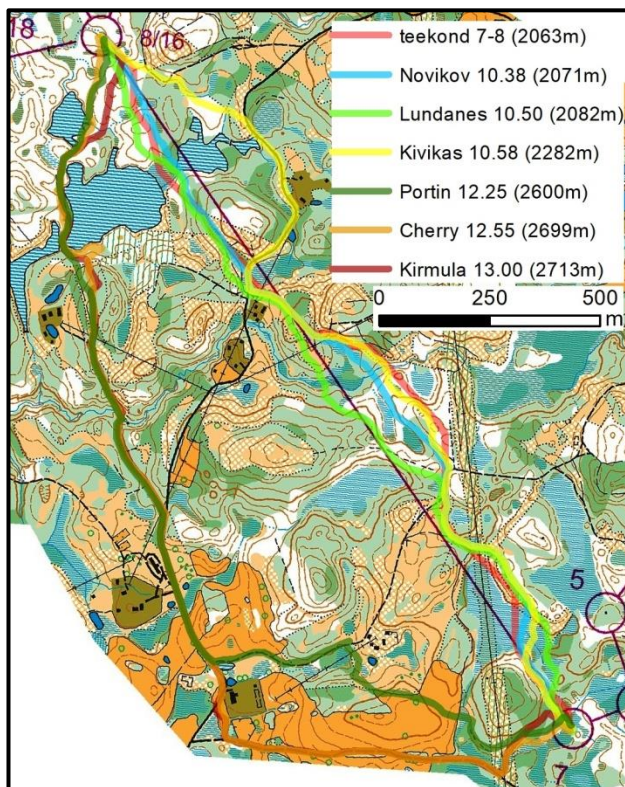 18
8/16
teekond 7-8 (2063m)
Novikov 10.38 (2071m)
Lundanes 10.50 (2082m)
Kivikas 10.58 (2282m)
Portin 12.25 (2600m)
Cherry 12.55 (2699m)
Kirmula 13.00 (2713m)
0 250 500
m
5
7